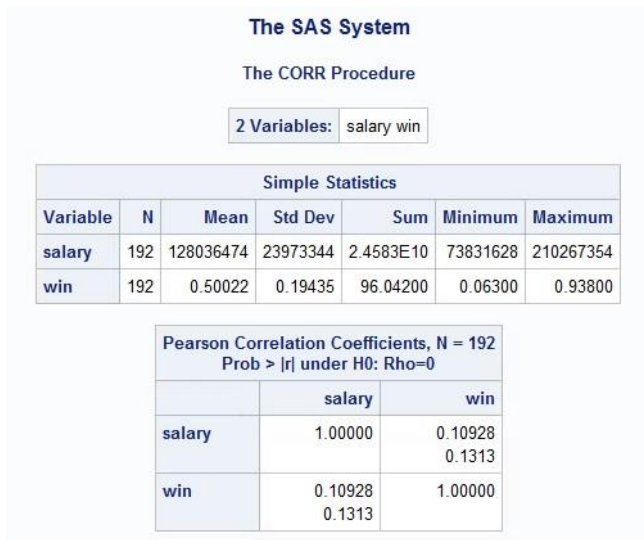 The SAS System
The CORR Procedure
2 Variables: salary win
Simple Statistics
Variable N Mean Std Dev Sum Minimum Maximum
salary 192 128036474 23973344 2.4583E10 73831628 210267354
win 192 0.50022 0.19435 96.04200 0.06300 0.93800
Pearson Correlation Coefficients, N = 192
Prob > |r| under H0: Rho=0
salary win
salary 1.00000 0.10928
0.1313
win 0.10928 1.00000
0.1313